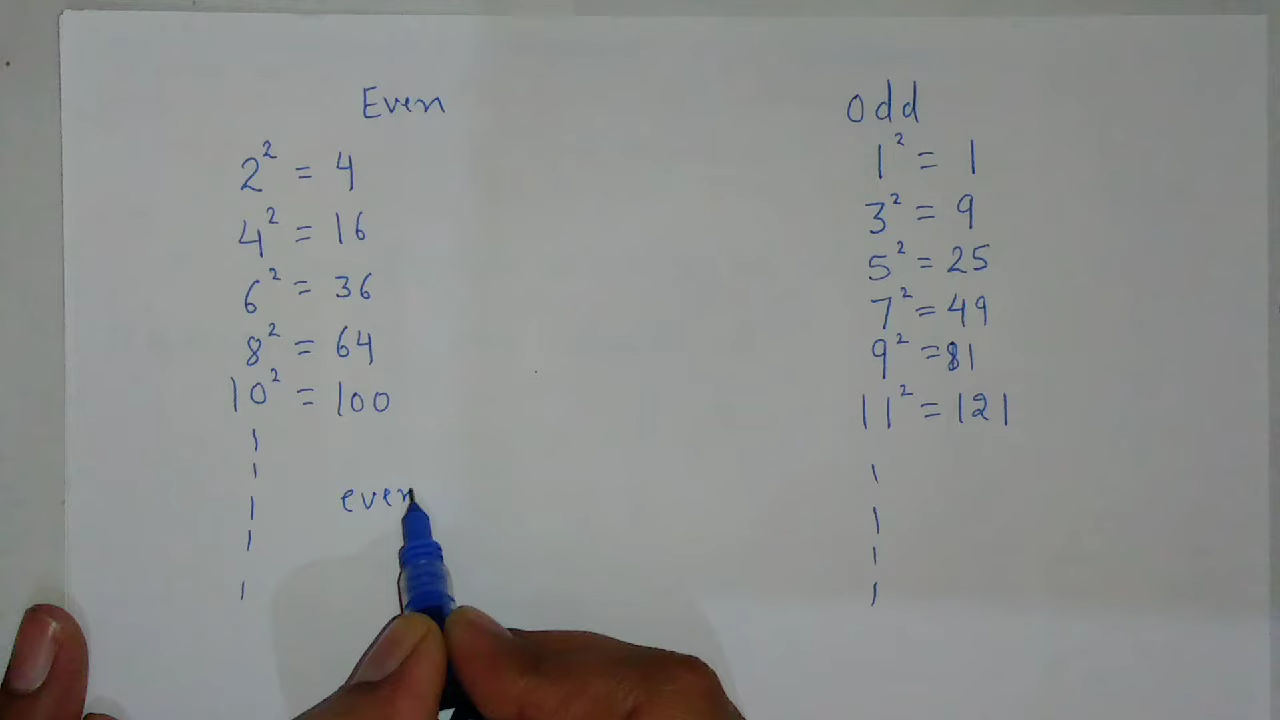 Even
2² = 4
4² = 16
6² = 36
8² = 64
10² = 100
even
Odd
1² = 1
3² = 9
5² = 25
7² = 49
9² = 81
11² = 121